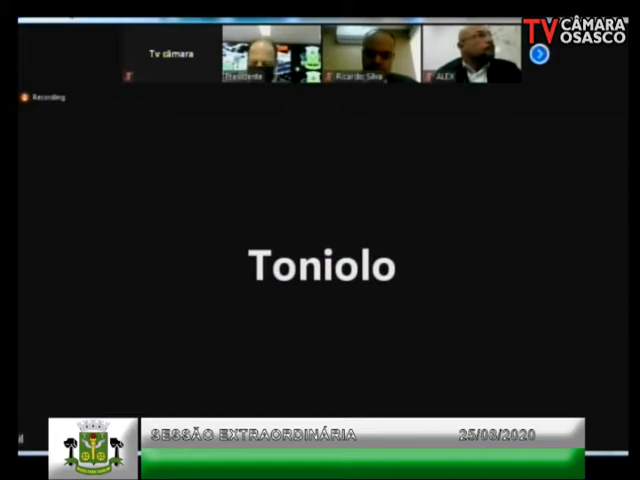 TV CÂMARA
OSASCO
Tv câmara
Presidente
Ricardo Silva
ALEX
Recording
Toniolo
SESSÃO EXTRAORDINÁRIA 25/08/2020